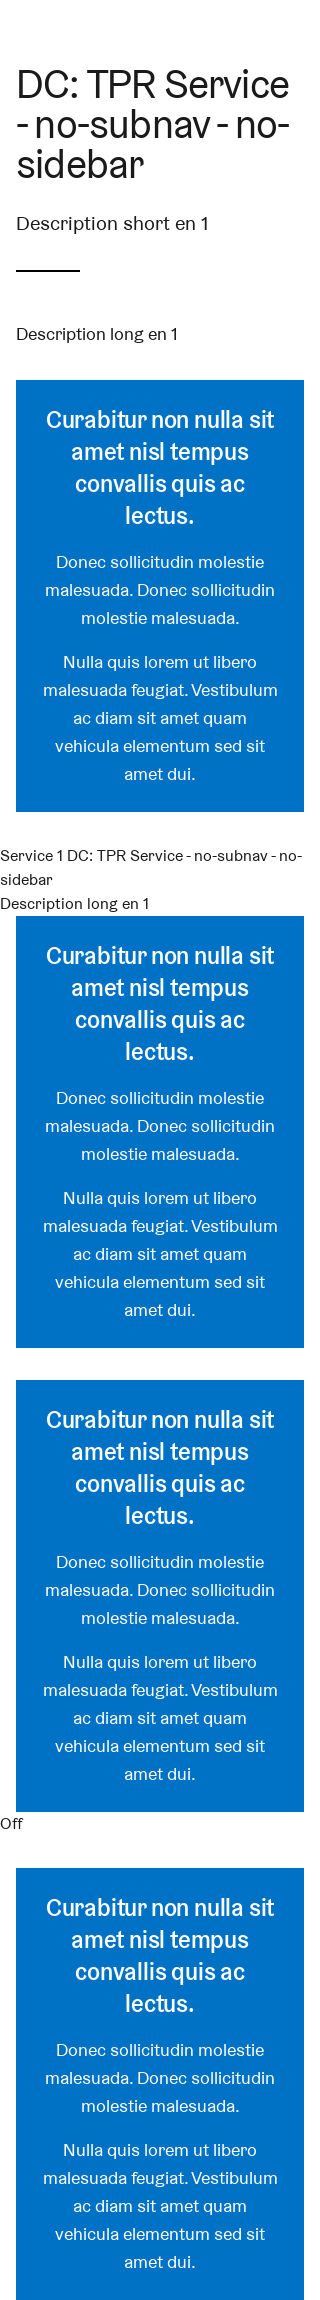 DC: TPR Service
- no-subnav - no-
sidebar
Description short en 1
Description long en 1
Curabitur non nulla sit
amet nisl tempus
convallis quis ac
lectus.
Donec sollicitudin molestie
malesuada. Donec sollicitudin
molestie malesuada.
Nulla quis lorem ut libero
malesuada feugiat. Vestibulum
ac diam sit amet quam
vehicula elementum sed sit
amet dui.
Service 1 DC: TPR Service - no-subnav - no-
sidebar
Description long en 1
Curabitur non nulla sit
amet nisl tempus
convallis quis ac
lectus.
Donec sollicitudin molestie
malesuada. Donec sollicitudin
molestie malesuada.
Nulla quis lorem ut libero
malesuada feugiat. Vestibulum
ac diam sit amet quam
vehicula elementum sed sit
amet dui.
Curabitur non nulla sit
amet nisl tempus
convallis quis ac
lectus.
Donec sollicitudin molestie
malesuada. Donec sollicitudin
molestie malesuada.
Nulla quis lorem ut libero
malesuada feugiat. Vestibulum
ac diam sit amet quam
vehicula elementum sed sit
amet dui.
Off
Curabitur non nulla sit
amet nisl tempus
convallis quis ac
lectus.
Donec sollicitudin molestie
malesuada. Donec sollicitudin
molestie malesuada.
Nulla quis lorem ut libero
malesuada feugiat. Vestibulum
ac diam sit amet quam
vehicula elementum sed sit
amet dui.